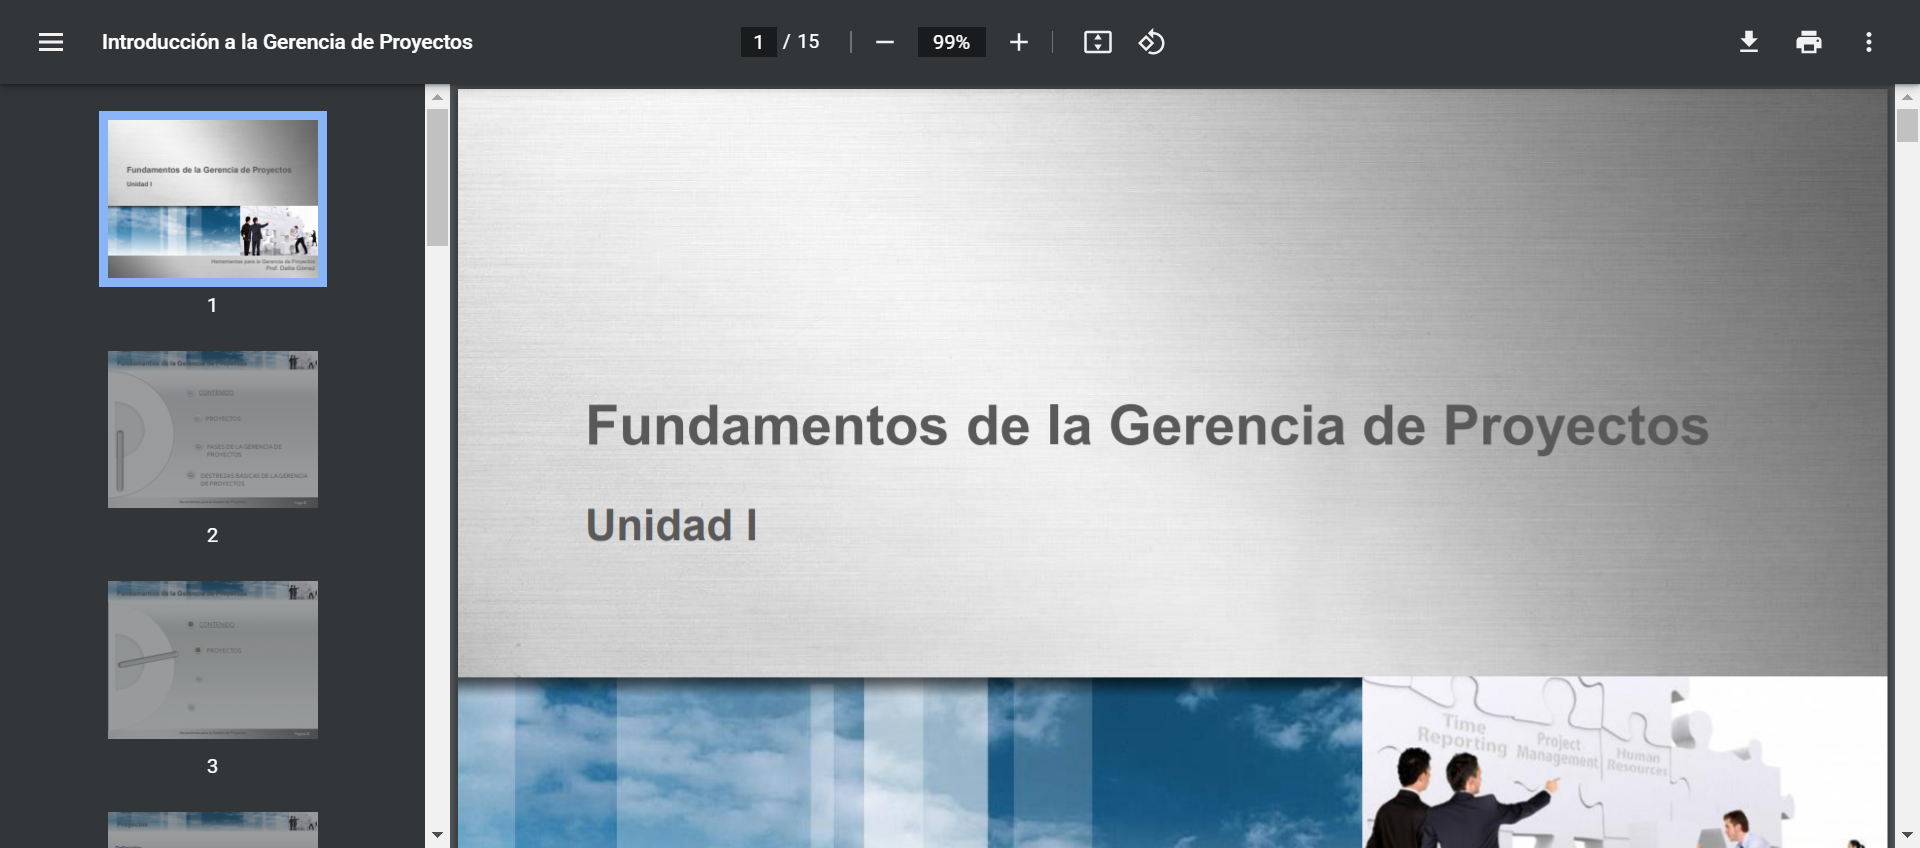 Introducción a la Gerencia de Proyectos
1 / 15
99%
Fundamentos de la Gerencia de Proyectos
Unidad I
Herramientas para la Gerencia de Proyectos
1
Fundamentos de la Gerencia de Proyectos
CONTENIDO
PROYECTOS
FASES DE LA GERENCIA DE
PROYECTOS
DESTREZAS BÁSICAS DE LA GERENCIA
DE PROYECTOS
2
Fundamentos de la Gerencia de Proyectos
CONTENIDO
PROYECTOS
3
Proyectos
Fundamentos de la Gerencia de Proyectos
Unidad I
Time
Reporting
Project
Management
Human
Resources